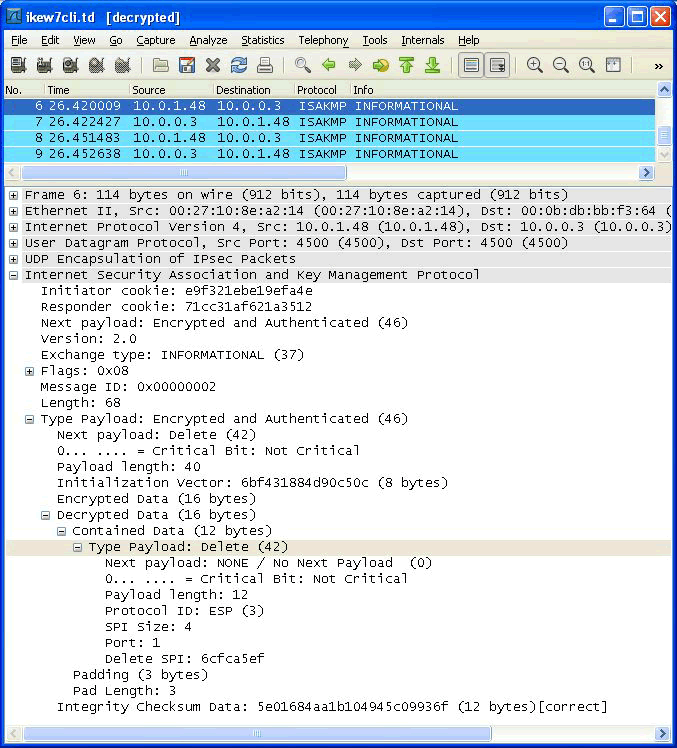 ikew7cli.td [decrypted]
File Edit View Go Capture Analyze Statistics Telephony Tools Internals Help
»
No. Time Source Destination Protocol Info
6 26.420009 10.0.1.48 10.0.0.3 ISAKMP INFORMATIONAL
7 26.422427 10.0.0.3 10.0.1.48 ISAKMP INFORMATIONAL
8 26.451483 10.0.1.48 10.0.0.3 ISAKMP INFORMATIONAL
9 26.452638 10.0.0.3 10.0.1.48 ISAKMP INFORMATIONAL
Frame 6: 114 bytes on wire (912 bits), 114 bytes captured (912 bits)
Ethernet II, Src: 00:27:10:8e:a2:14 (00:27:10:8e:a2:14), Dst: 00:0b:db:bb:f3:64 (
Internet Protocol Version 4, Src: 10.0.1.48 (10.0.1.48), Dst: 10.0.0.3 (10.0.0.3)
User Datagram Protocol, Src Port: 4500 (4500), Dst Port: 4500 (4500)
UDP Encapsulation of IPsec Packets
Internet Security Association and Key Management Protocol
Initiator cookie: e9f321ebe19efa4e
Responder cookie: 71cc31af621a3512
Next payload: Encrypted and Authenticated (46)
Version: 2.0
Exchange type: INFORMATIONAL (37)
Flags: 0x08
Message ID: 0x00000002
Length: 68
Type Payload: Encrypted and Authenticated (46)
Next payload: Delete (42)
0... .... = Critical Bit: Not Critical
Payload length: 40
Initialization Vector: 6bf431884d90c50c (8 bytes)
Encrypted Data (16 bytes)
Decrypted Data (16 bytes)
Contained Data (12 bytes)
Type Payload: Delete (42)
Next payload: NONE / No Next Payload (0)
0... .... = Critical Bit: Not Critical
Payload length: 12
Protocol ID: ESP (3)
SPI Size: 4
Port: 1
Delete SPI: 6cfca5ef
Padding (3 bytes)
Pad Length: 3
Integrity Checksum Data: 5e01684aa1b104945c09936f (12 bytes)[correct]